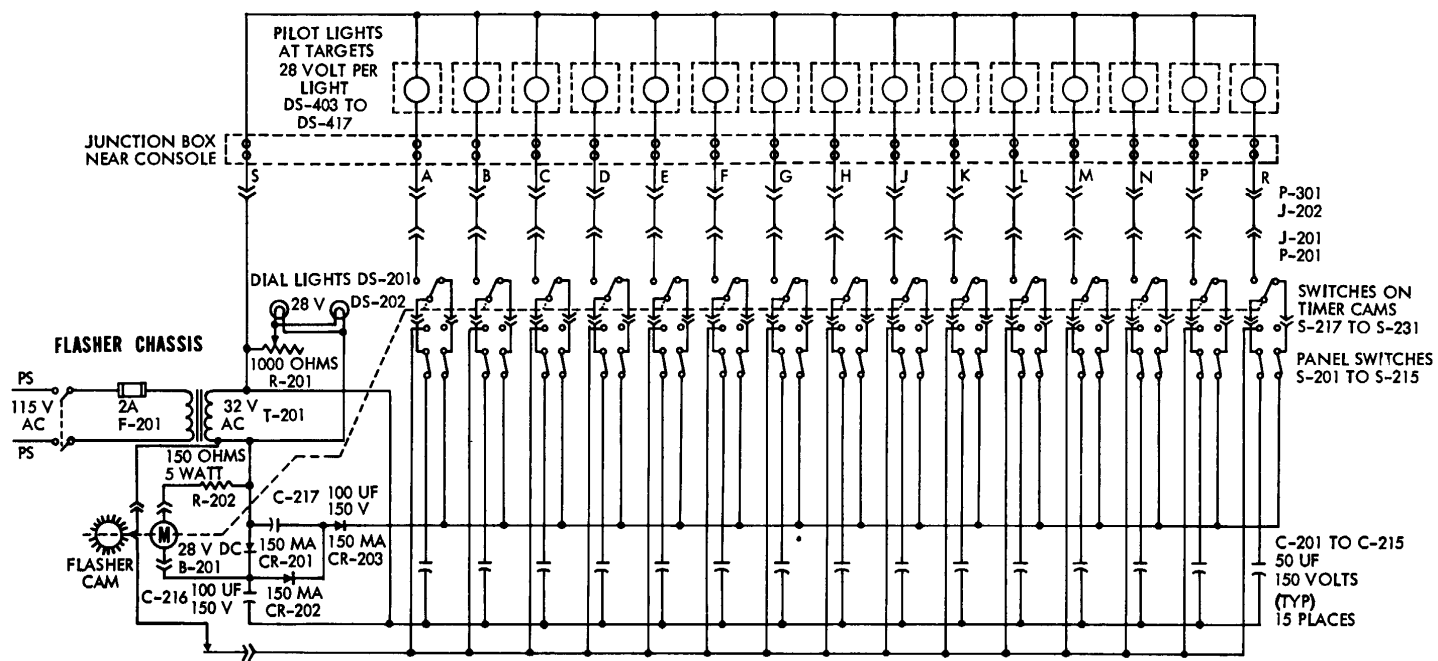 PILOT LIGHTS
AT TARGETS
28 VOLT PER
LIGHT
DS-403 TO
DS-417
JUNCTION BOX
NEAR CONSOLE
S A B C D E F G H J K L M N P R
P-301
J-202
J-201
P-201
DIAL LIGHTS DS-201
28 V DS-202
SWITCHES ON
TIMER CAMS
S-217 TO S-231
FLASHER CHASSIS
1000 OHMS
R-201
PANEL SWITCHES
S-201 TO S-215
PS
115 V
AC
PS
2A
F-201
32 V
AC
T-201
150 OHMS
5 WATT
R-202
C-217
100 UF
150 V
M
FLASHER
CAM
28 V DC
B-201
150 MA
CR-201
150 MA
CR-203
C-216
100 UF
150 V
150 MA
CR-202
C-201 TO C-215
50 UF
150 VOLTS
(TYP)
15 PLACES